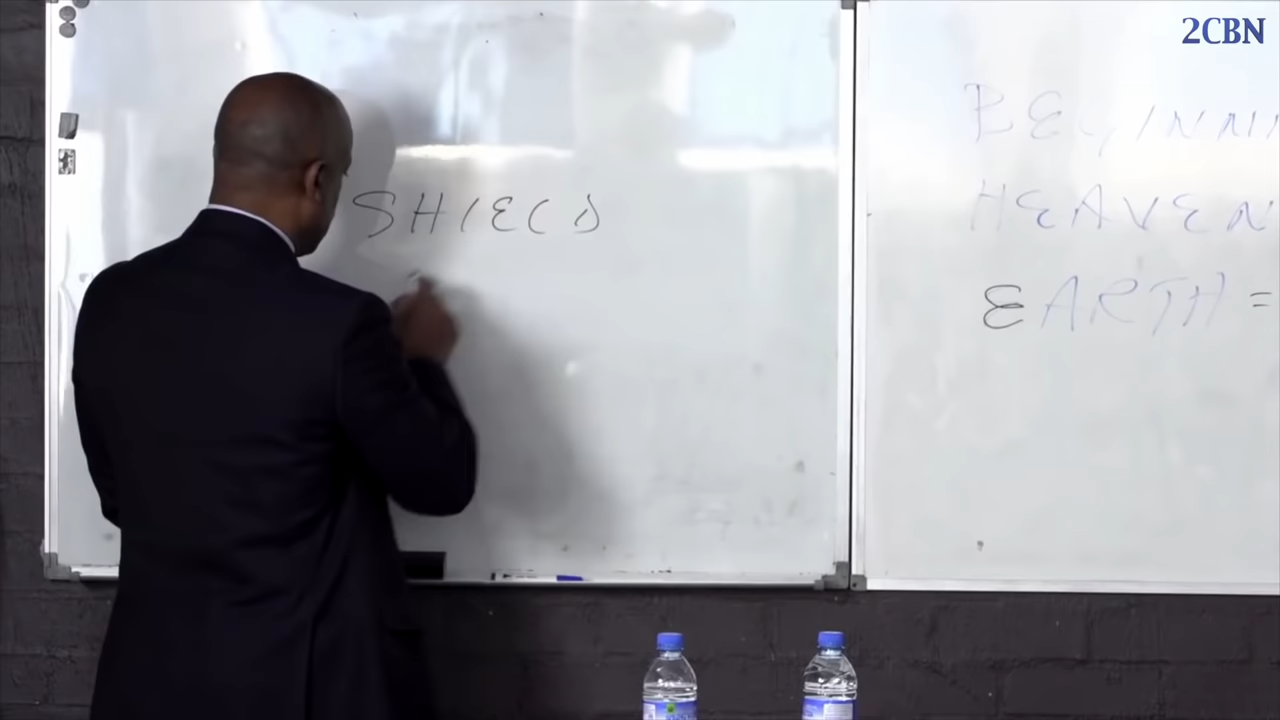 2CBN
SHIELD
BEGINNI
HEAVEN
EARTH =